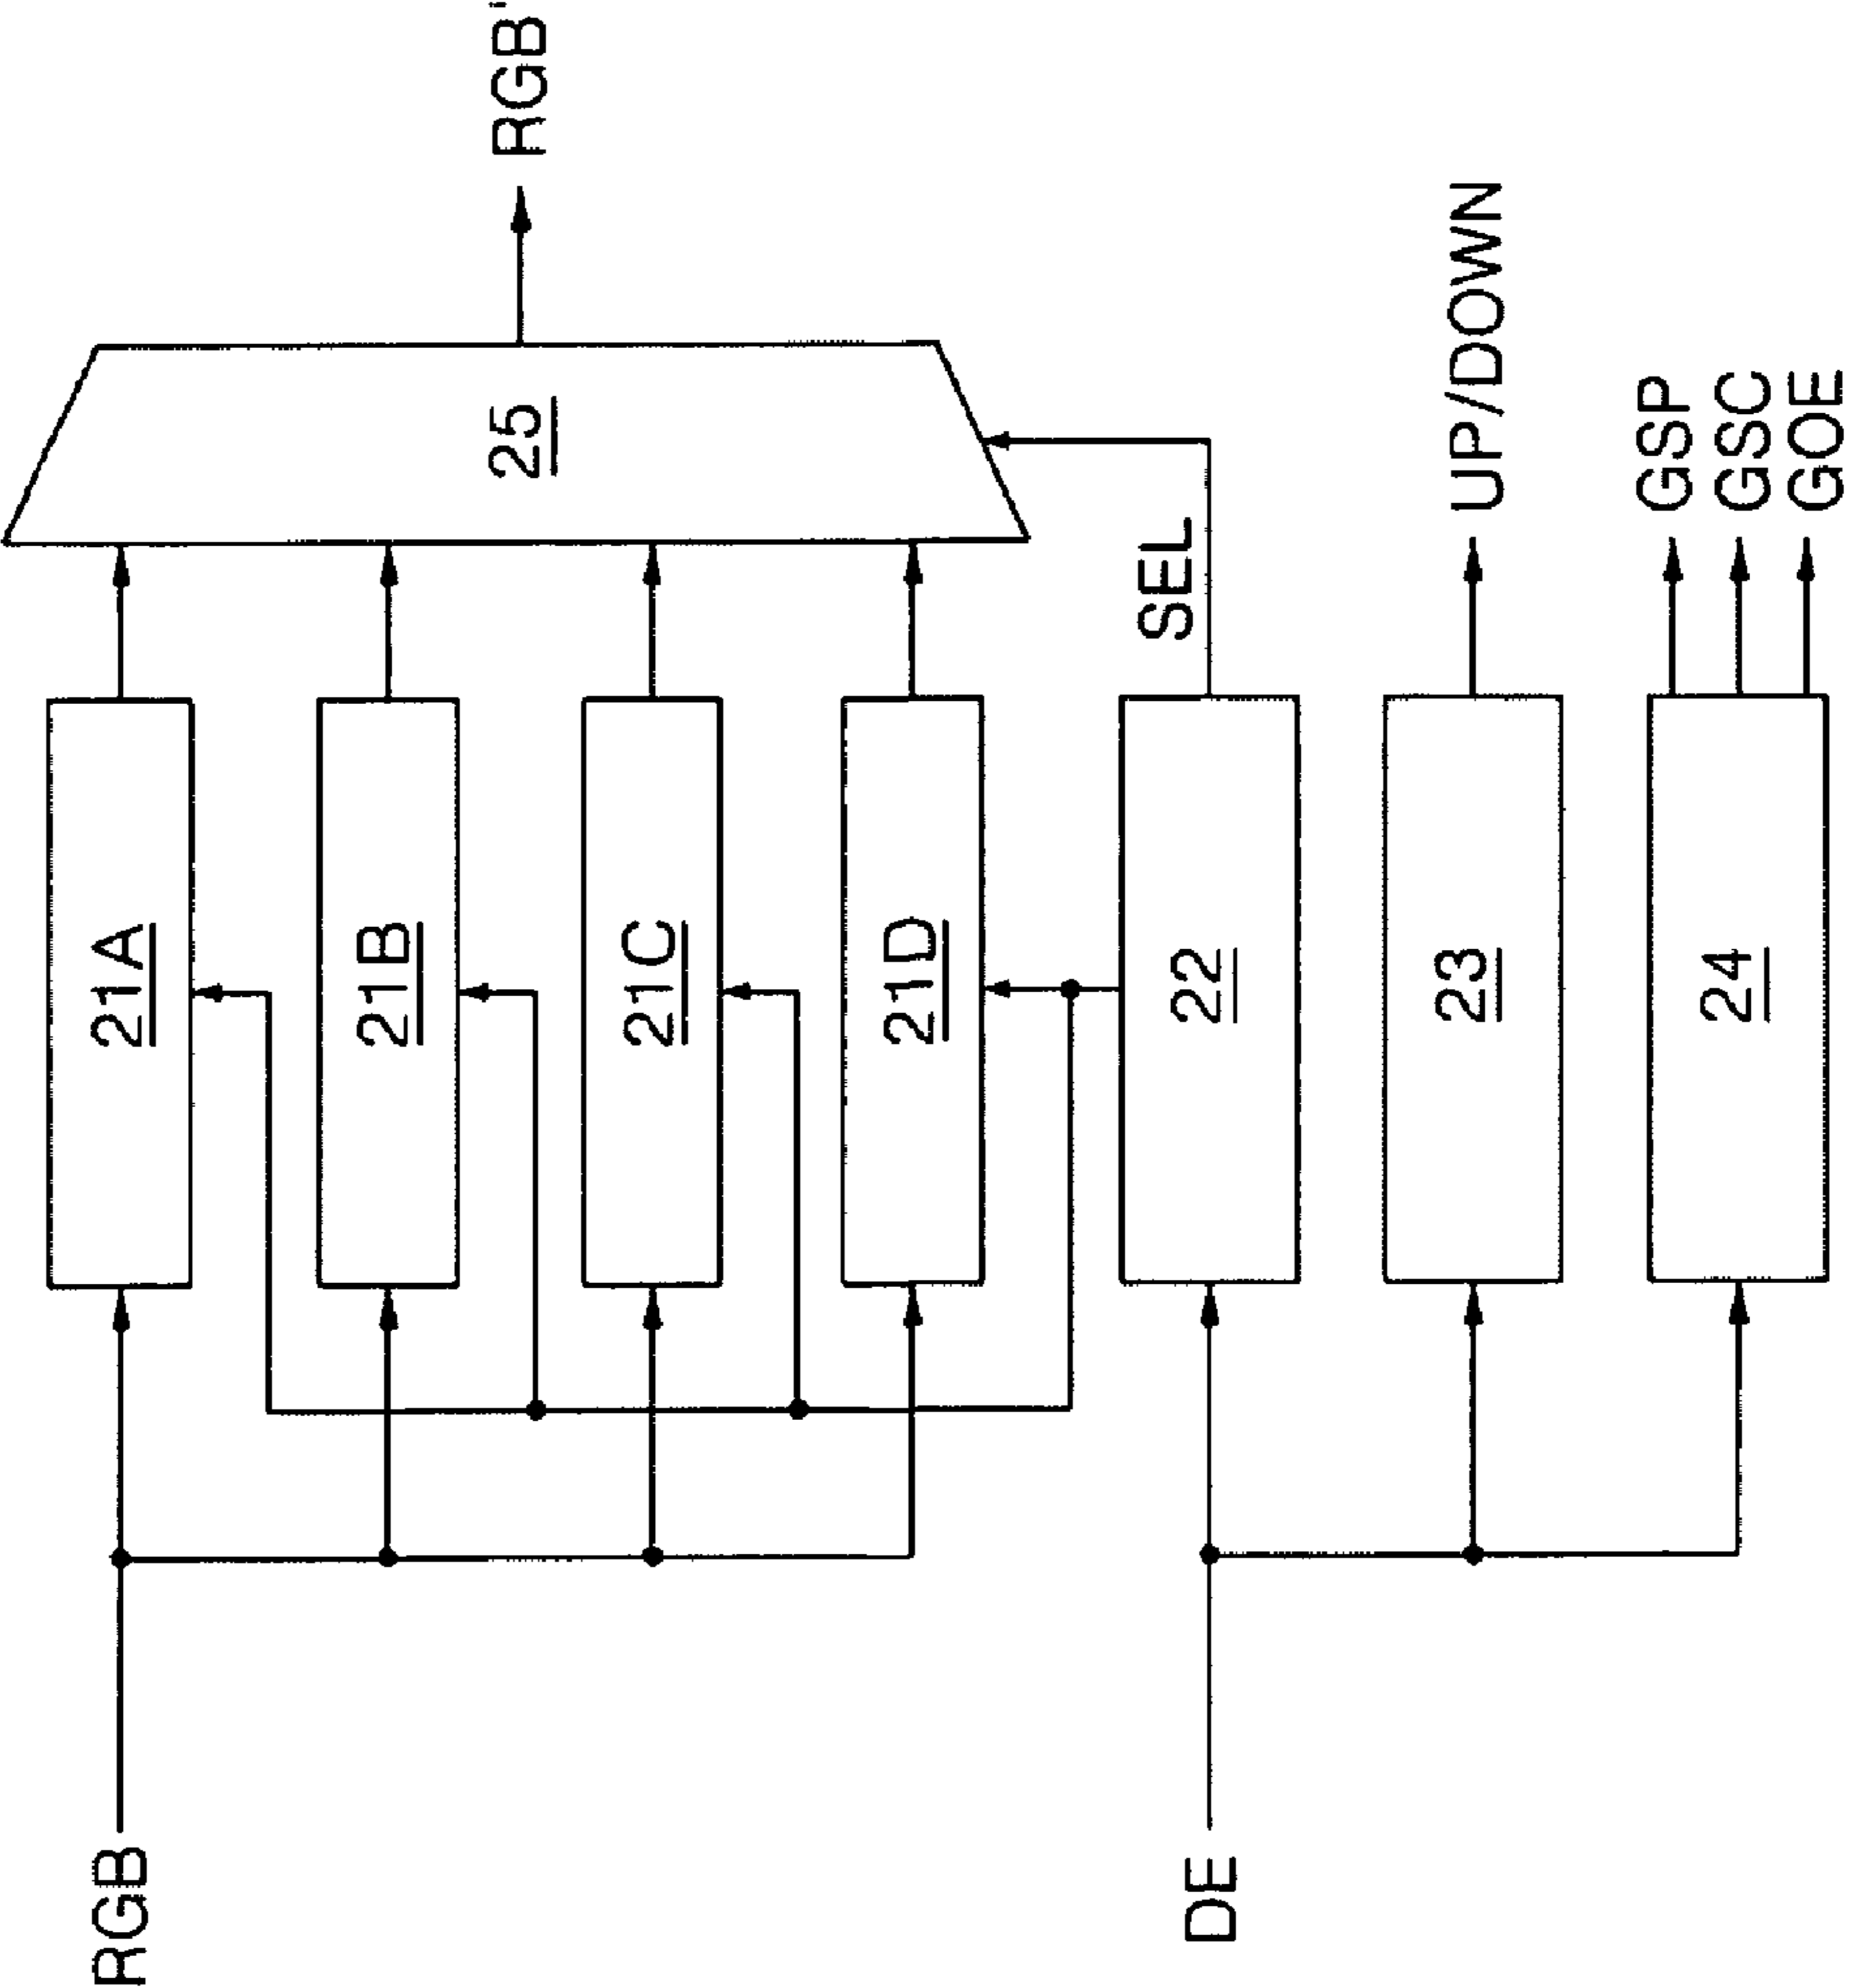 RGB
21A
21B
21C
21D
25
RGB'
SEL
DE
22
23
24
UP/DOWN
GSP
GSC
GOE